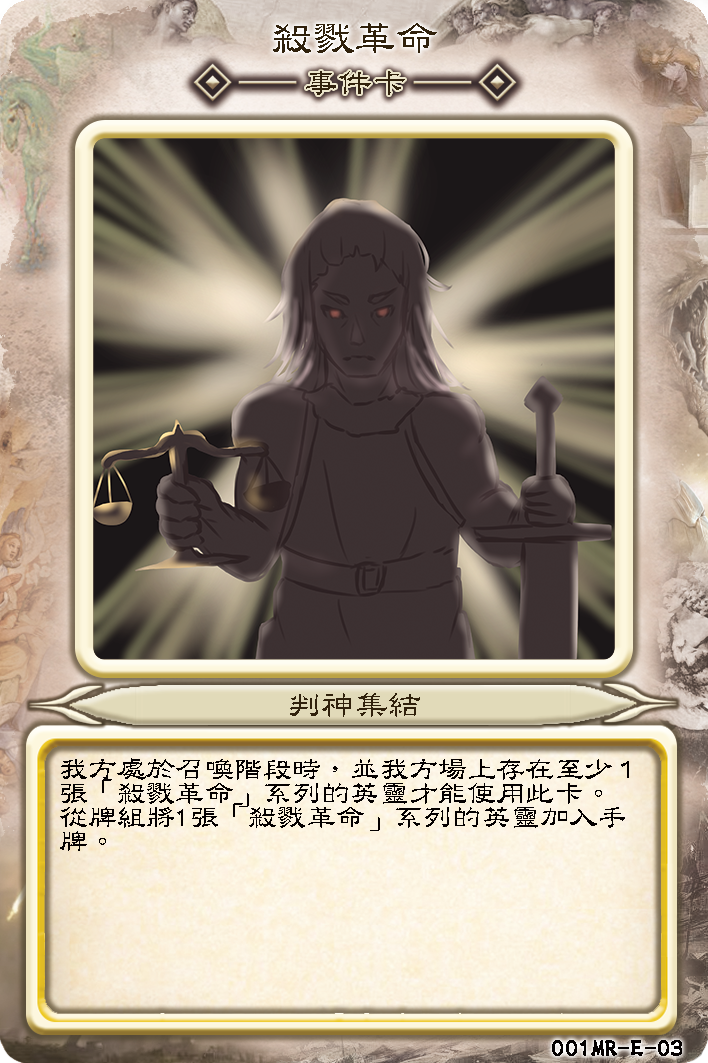 殺戮革命
事件卡
判神集結
我方處於召喚階段時，並我方場上存在至少1
張「殺戮革命」系列的英靈才能使用此卡。
從牌組將1張「殺戮革命」系列的英靈加入手
牌。
001MR-E-03